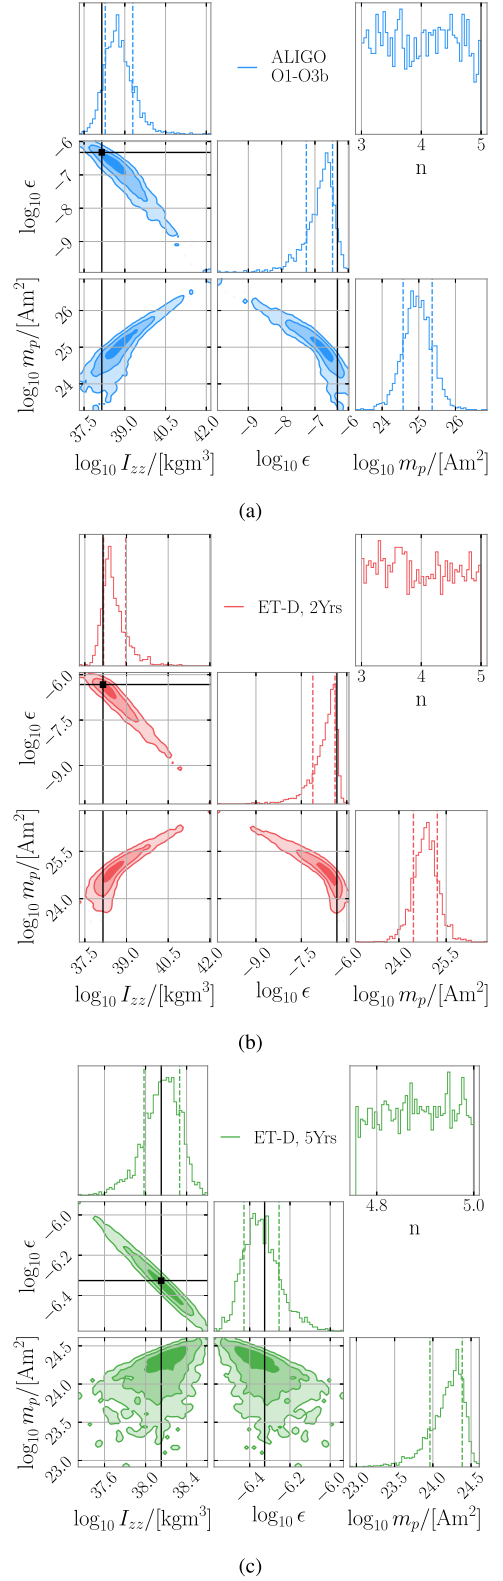 ALIGO
O1-O3b
3 4 5
n
log₁₀ ϵ
−6
−7
−8
−9
log₁₀ mₚ/[Am²]
26
25
24
37.5 39.0 40.5 42.0
log₁₀ I_zz/[kgm³]
−9 −8 −7 −6
log₁₀ ϵ
24 25 26
log₁₀ mₚ/[Am²]
(a)
ET-D, 2Yrs
3 4 5
n
log₁₀ ϵ
−6.0
−7.5
−9.0
log₁₀ mₚ/[Am²]
25.5
24.0
37.5 39.0 40.5 42.0
log₁₀ I_zz/[kgm³]
−9.0 −7.5 −6.0
log₁₀ ϵ
24.0 25.5
log₁₀ mₚ/[Am²]
(b)
ET-D, 5Yrs
4.8 5.0
n
log₁₀ ϵ
−6.0
−6.2
−6.4
log₁₀ mₚ/[Am²]
24.5
24.0
23.5
23.0
37.6 38.0 38.4
log₁₀ I_zz/[kgm³]
−6.4 −6.2 −6.0
log₁₀ ϵ
23.0 23.5 24.0 24.5
log₁₀ mₚ/[Am²]
(c)